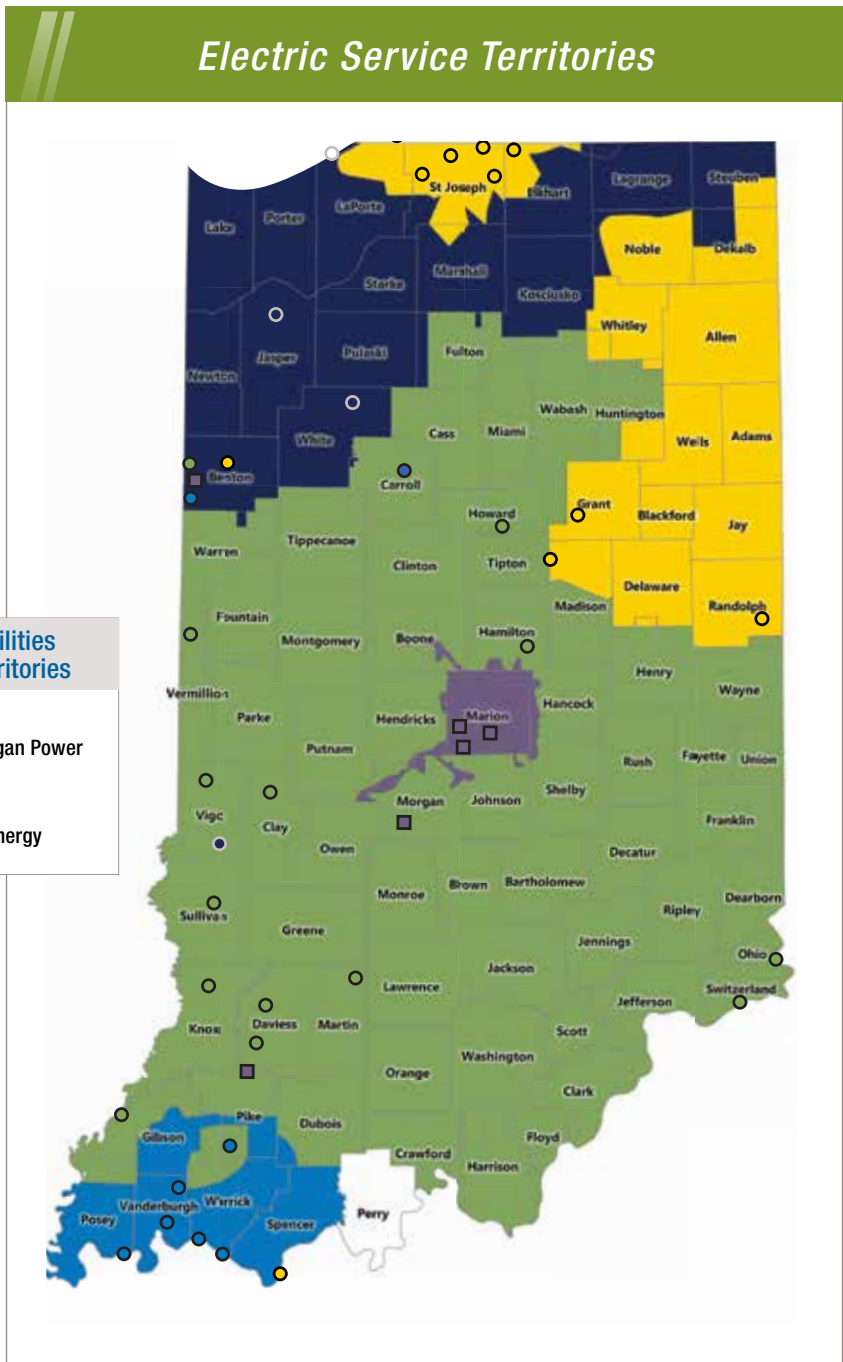 Electric Service Territories
St Joseph
Elkhart
Lagrange
Steuben
LaPorte
Porter
Lake
Noble
Dekalb
Marshall
Starke
Kosciusko
Whitley
Allen
Jasper
Pulaski
Fulton
Newton
Wabash
Huntington
White
Cass
Miami
Wells
Adams
Benton
Carroll
Howard
Grant
Blackford
Jay
Warren
Tippecanoe
Clinton
Tipton
Delaware
Madison
Randolph
Fountain
Montgomery
Boone
Hamilton
ilities
ritories
Henry
Vermillion
Wayne
Parke
Hendricks
Marion
Hancock
gan Power
Putnam
Rush
Fayette
Union
Vigo
Clay
Morgan
Johnson
Shelby
Franklin
nergy
Owen
Decatur
Monroe
Brown
Bartholomew
Dearborn
Sullivan
Ripley
Greene
Jennings
Ohio
Jackson
Lawrence
Switzerland
Jefferson
Knox
Daviess
Martin
Scott
Washington
Orange
Clark
Pike
Dubois
Gibson
Floyd
Crawford
Harrison
Vanderburgh
Warrick
Posey
Spencer
Perry